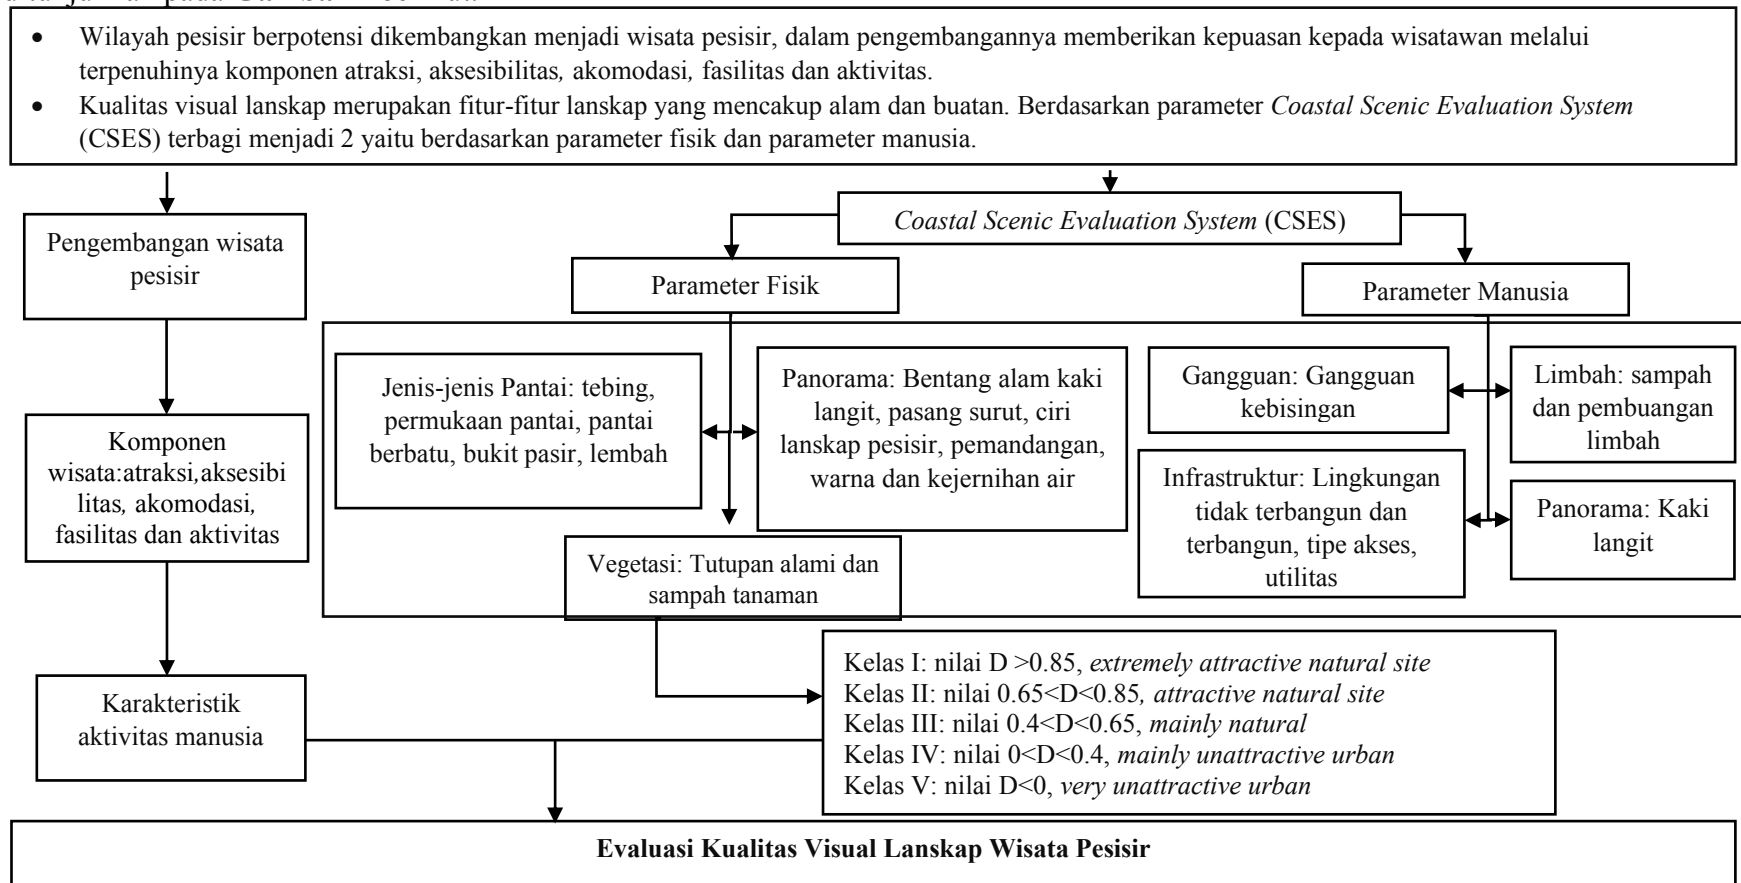 • Wilayah pesisir berpotensi dikembangkan menjadi wisata pesisir, dalam pengembangannya memberikan kepuasan kepada wisatawan melalui
terpenuhinya komponen atraksi, aksesibilitas, akomodasi, fasilitas dan aktivitas.
• Kualitas visual lanskap merupakan fitur-fitur lanskap yang mencakup alam dan buatan. Berdasarkan parameter Coastal Scenic Evaluation System
(CSES) terbagi menjadi 2 yaitu berdasarkan parameter fisik dan parameter manusia.
Pengembangan wisata
pesisir
Coastal Scenic Evaluation System (CSES)
Parameter Fisik
Parameter Manusia
Jenis-jenis Pantai: tebing,
permukaan pantai, pantai
berbatu, bukit pasir, lembah
Panorama: Bentang alam kaki
langit, pasang surut, ciri
lanskap pesisir, pemandangan,
warna dan kejernihan air
Gangguan: Gangguan
kebisingan
Limbah: sampah
dan pembuangan
limbah
Komponen
wisata:atraksi,aksesibi
litas, akomodasi,
fasilitas dan aktivitas
Infrastruktur: Lingkungan
tidak terbangun dan
terbangun, tipe akses,
utilitas
Panorama: Kaki
langit
Vegetasi: Tutupan alami dan
sampah tanaman
Karakteristik
aktivitas manusia
Kelas I: nilai D >0.85, extremely attractive natural site
Kelas II: nilai 0.65<D<0.85, attractive natural site
Kelas III: nilai 0.4<D<0.65, mainly natural
Kelas IV: nilai 0<D<0.4, mainly unattractive urban
Kelas V: nilai D<0, very unattractive urban
Evaluasi Kualitas Visual Lanskap Wisata Pesisir